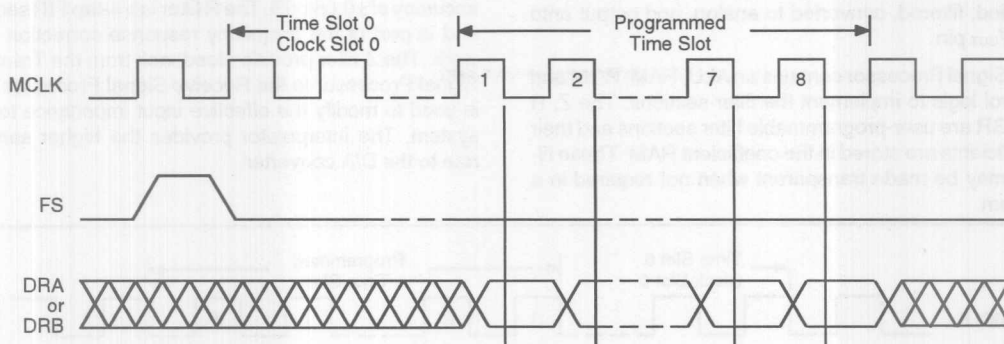 Time Slot 0
Clock Slot 0
Programmed
Time Slot
MCLK
1
2
7
8
FS
DRA
or
DRB